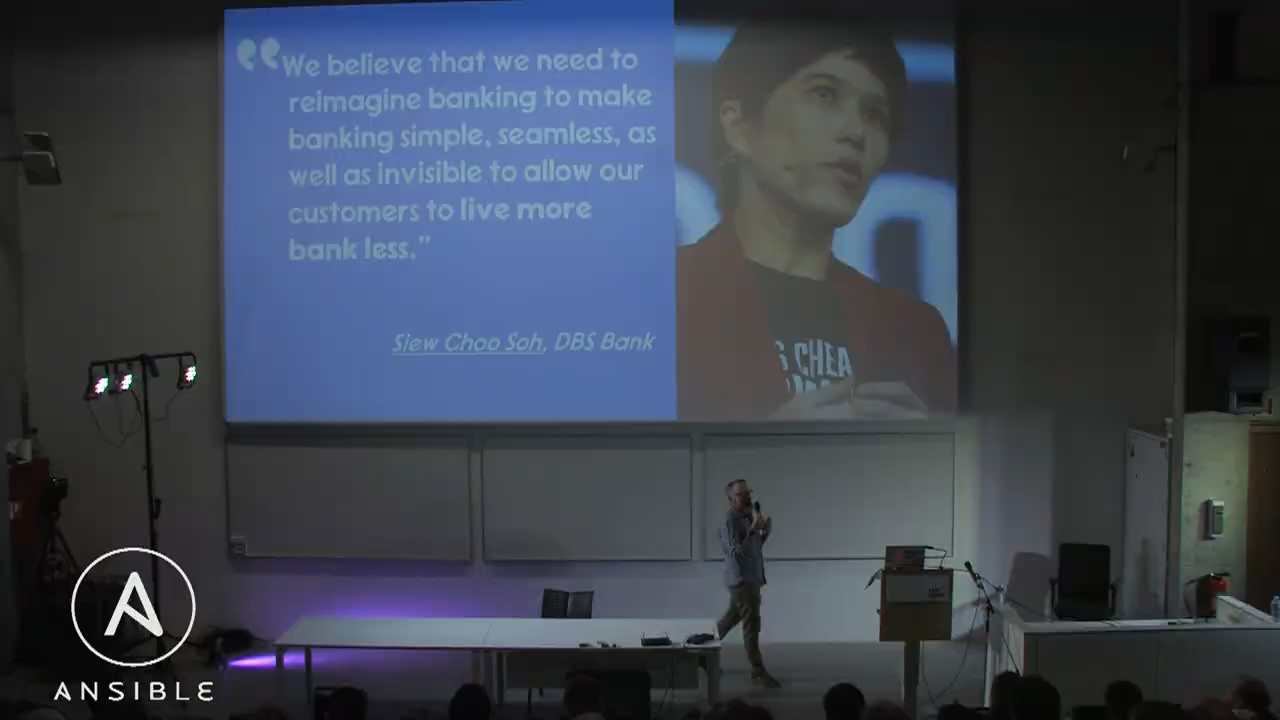 “We believe that we need to
reimagine banking to make
banking simple, seamless, as
well as invisible to allow our
customers to live more
bank less.”
Siew Choo Soh, DBS Bank
CHEA
ANSIBLE